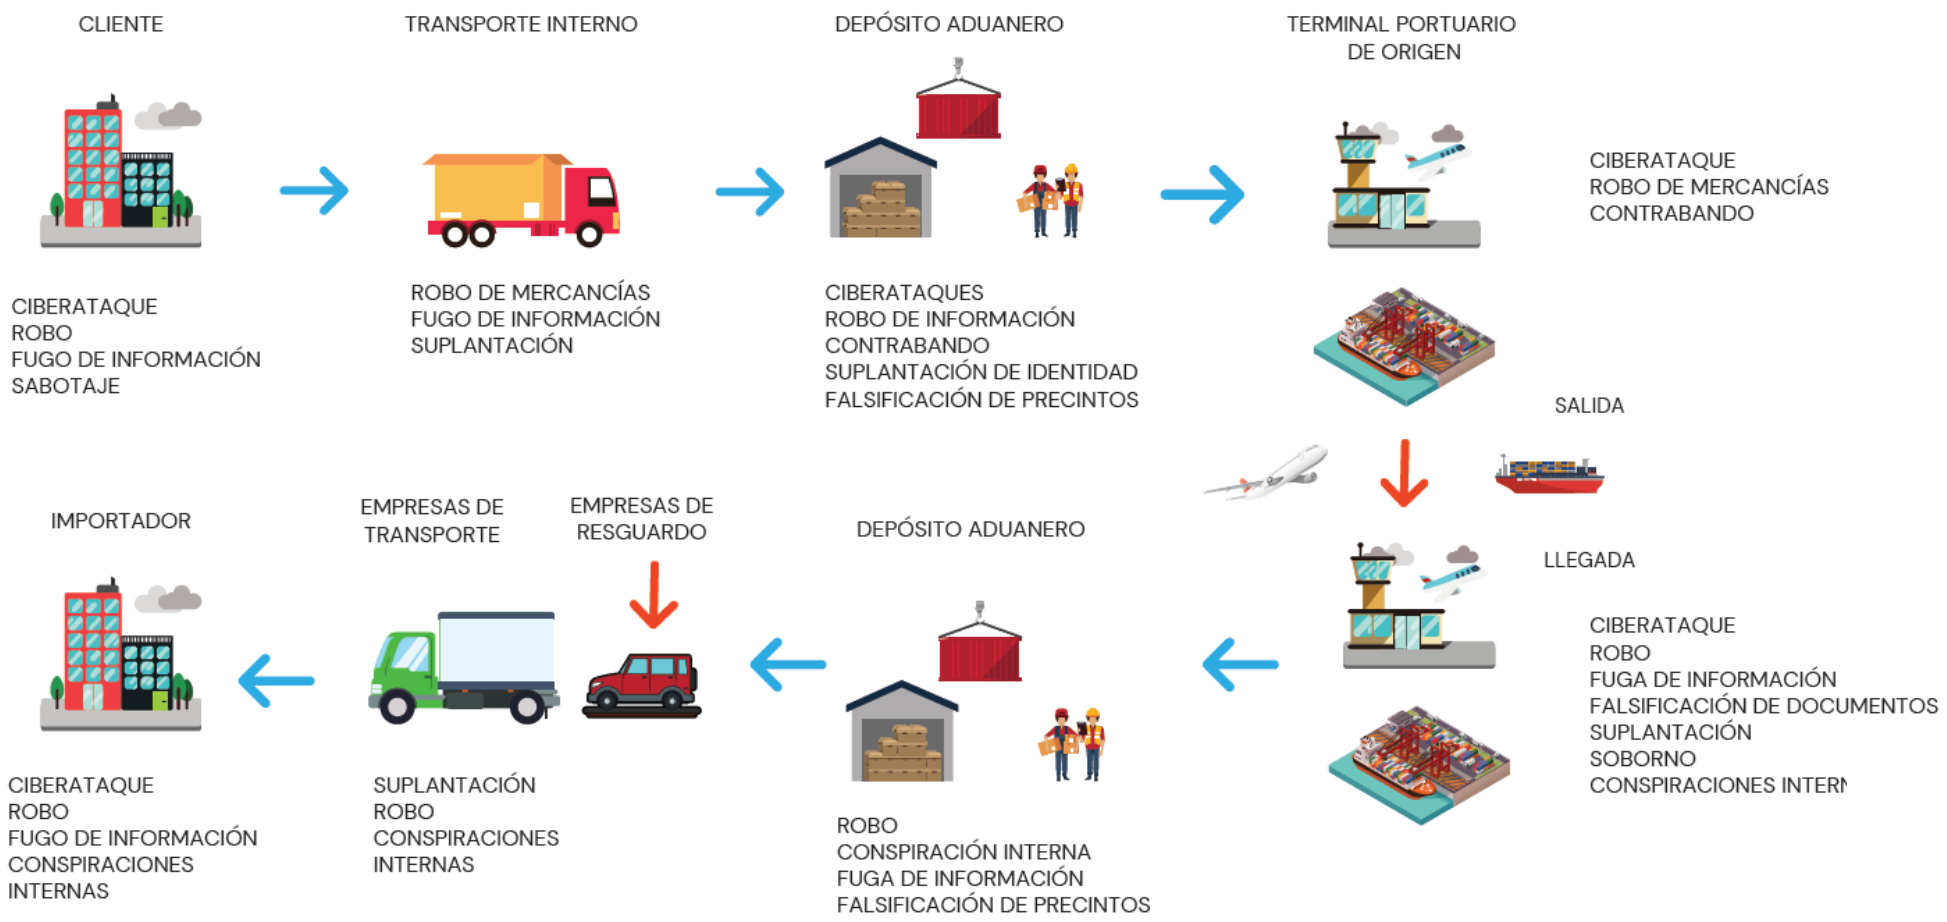 CLIENTE
TRANSPORTE INTERNO
DEPÓSITO ADUANERO
TERMINAL PORTUARIO
DE ORIGEN
CIBERATAQUE
ROBO
FUGO DE INFORMACIÓN
SABOTAJE
ROBO DE MERCANCÍAS
FUGO DE INFORMACIÓN
SUPLANTACIÓN
CIBERATAQUES
ROBO DE INFORMACIÓN
CONTRABANDO
SUPLANTACIÓN DE IDENTIDAD
FALSIFICACIÓN DE PRECINTOS
CIBERATAQUE
ROBO DE MERCANCÍAS
CONTRABANDO
SALIDA
LLEGADA
CIBERATAQUE
ROBO
FUGA DE INFORMACIÓN
FALSIFICACIÓN DE DOCUMENTOS
SUPLANTACIÓN
SOBORNO
CONSPIRACIONES INTERN
DEPÓSITO ADUANERO
ROBO
CONSPIRACIÓN INTERNA
FUGA DE INFORMACIÓN
FALSIFICACIÓN DE PRECINTOS
EMPRESAS DE
RESGUARDO
EMPRESAS DE
TRANSPORTE
SUPLANTACIÓN
ROBO
CONSPIRACIONES
INTERNAS
IMPORTADOR
CIBERATAQUE
ROBO
FUGO DE INFORMACIÓN
CONSPIRACIONES
INTERNAS